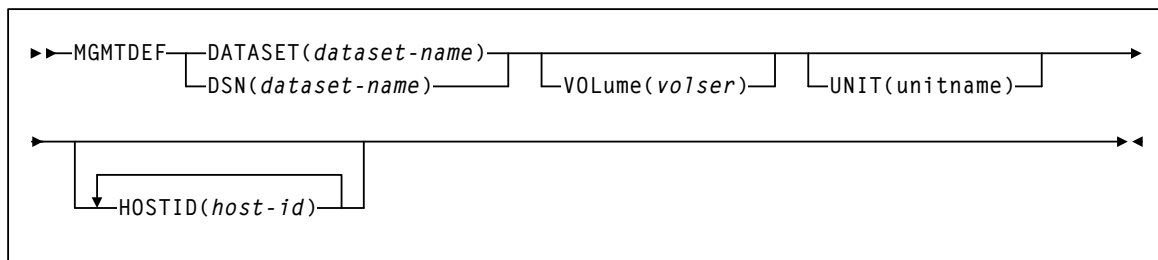 MGMTDEF DATASET(dataset-name)
DSN(dataset-name) VOLume(volser) UNIT(unitname)
HOSTID(host-id)